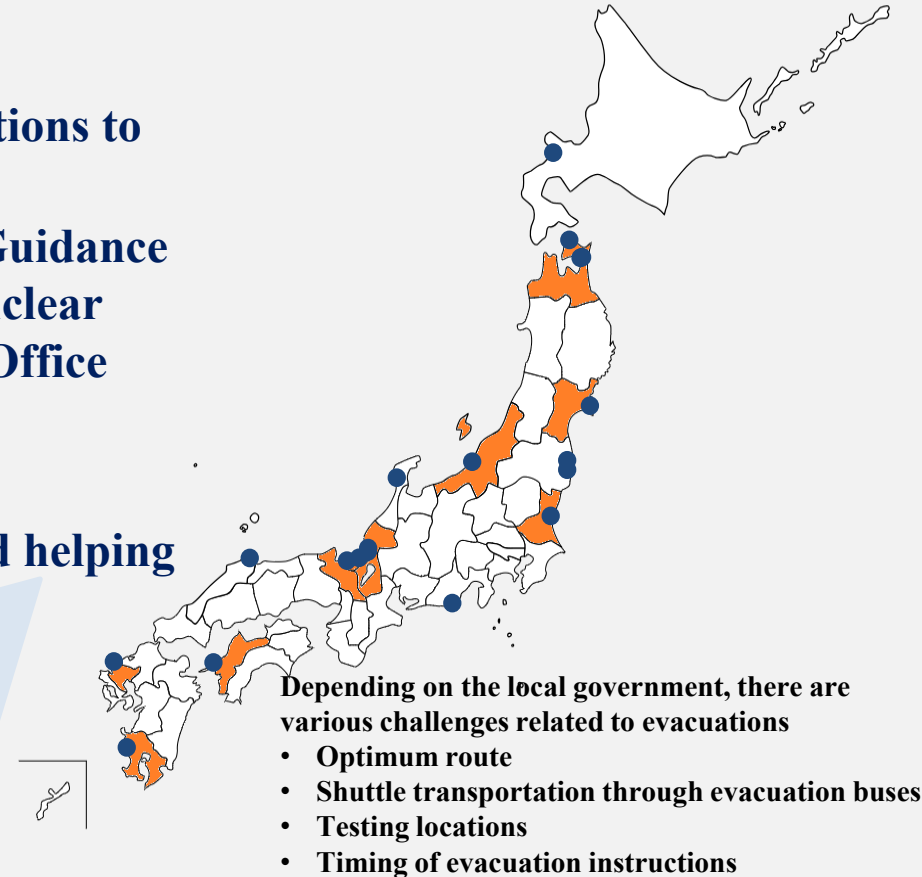 tions to
Guidance
clear
Office
d helping
Depending on the local government, there are
various challenges related to evacuations
• Optimum route
• Shuttle transportation through evacuation buses
• Testing locations
• Timing of evacuation instructions